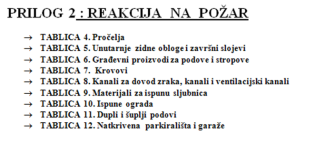 PRILOG 2 : REAKCIJA NA POŽAR
→ TABLICA 4. Pročelja
→ TABLICA 5. Unutarnje zidne obloge i završni slojevi
→ TABLICA 6. Građevni proizvodi za podove i stropove
→ TABLICA 7. Krovovi
→ TABLICA 8. Kanali za dovod zraka, kanali i ventilacijski kanali
→ TABLICA 9. Materijali za ispunu sljubnica
→ TABLICA 10. Ispune ograda
→ TABLICA 11. Dupli i šuplji podovi
→ TABLICA 12. Natkrivena parkirališta i garaže